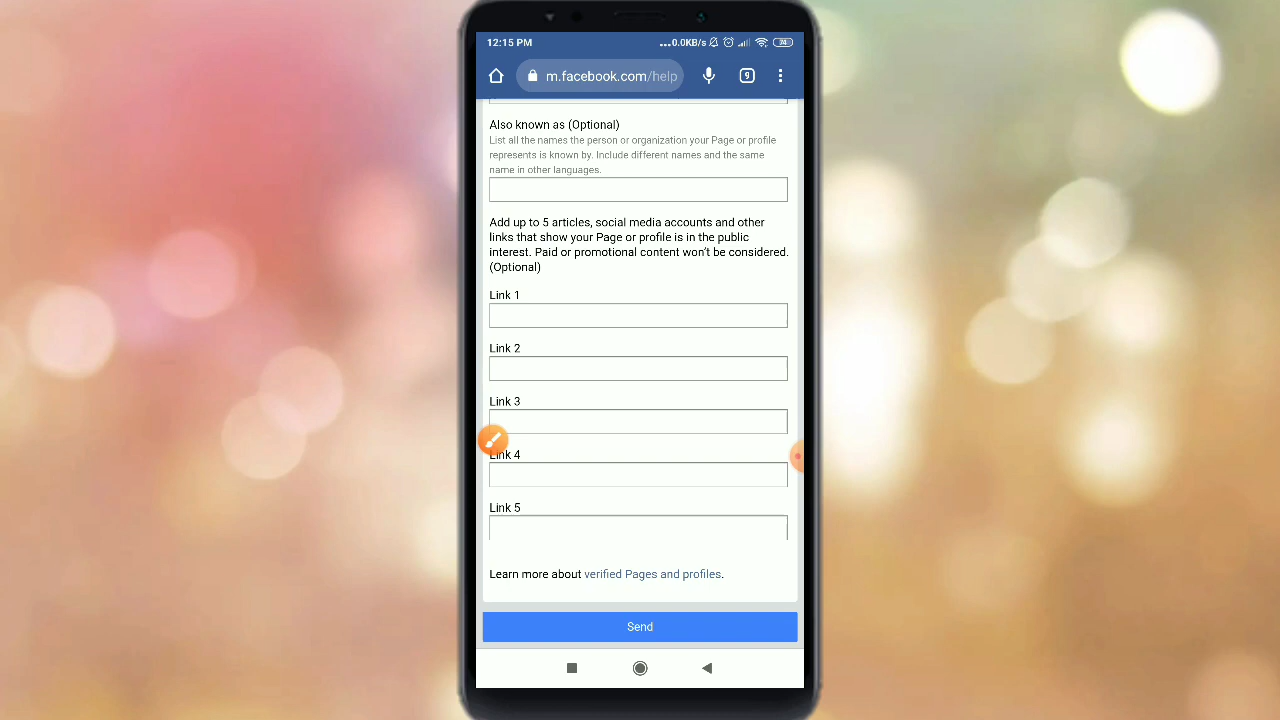 12:15 PM
...0.0KB/s
24
m.facebook.com/help
9
Also known as (Optional)
List all the names the person or organization your Page or profile
represents is known by. Include different names and the same
name in other languages.
Add up to 5 articles, social media accounts and other
links that show your Page or profile is in the public
interest. Paid or promotional content won't be considered.
(Optional)
Link 1
Link 2
Link 3
Link 4
Link 5
Learn more about verified Pages and profiles.
Send